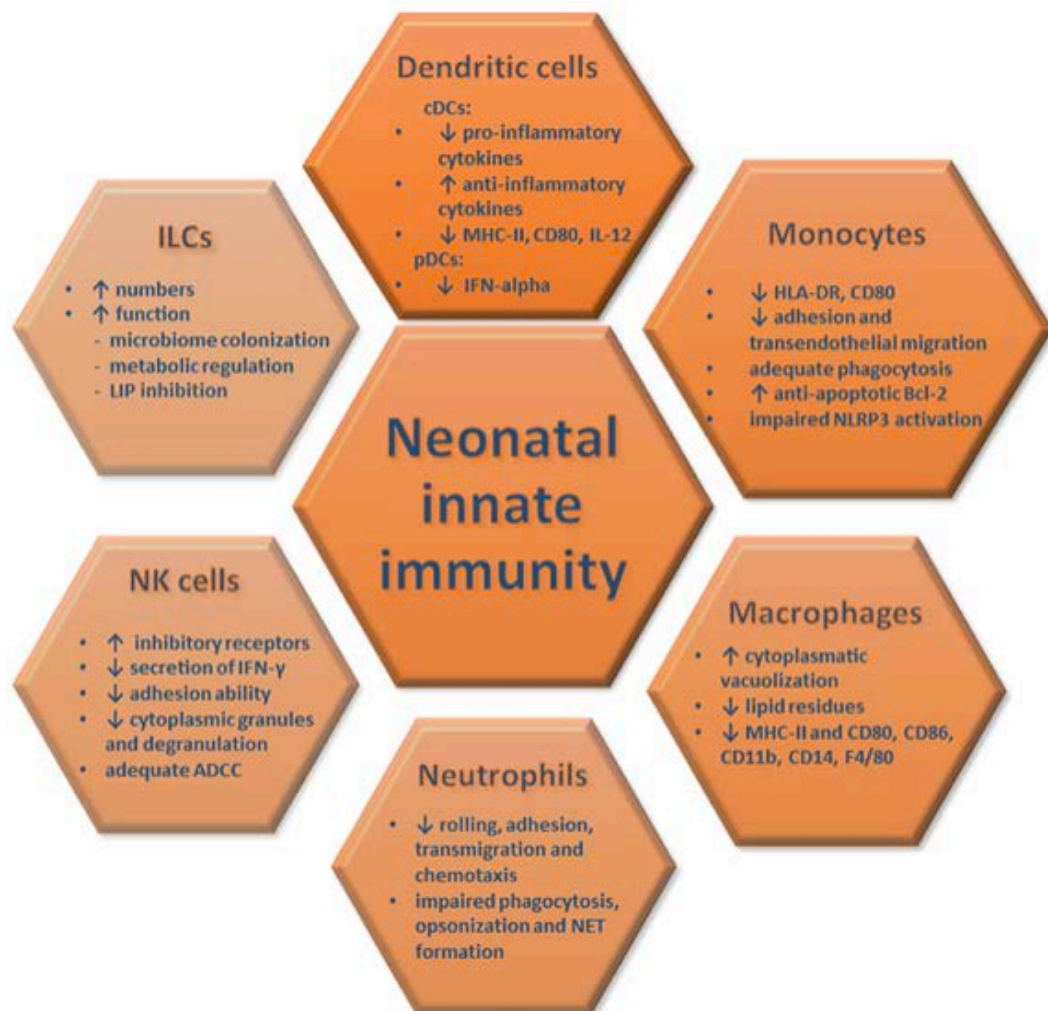 Dendritic cells
cDCs:
• ↓ pro-inflammatory
cytokines
• ↑ anti-inflammatory
cytokines
• ↓ MHC-II, CD80, IL-12
pDCs:
• ↓ IFN-alpha
ILCs
• ↑ numbers
• ↑ function
- microbiome colonization
- metabolic regulation
- LIP inhibition
Monocytes
• ↓ HLA-DR, CD80
• ↓ adhesion and
transendothelial migration
• adequate phagocytosis
• ↑ anti-apoptotic Bcl-2
• impaired NLRP3 activation
Neonatal
innate
immunity
NK cells
• ↑ inhibitory receptors
• ↓ secretion of IFN-γ
• ↓ adhesion ability
• ↓ cytoplasmic granules
and degranulation
• adequate ADCC
Macrophages
• ↑ cytoplasmatic
vacuolization
• ↓ lipid residues
• ↓ MHC-II and CD80, CD86,
CD11b, CD14, F4/80
Neutrophils
• ↓ rolling, adhesion,
transmigration and
chemotaxis
• impaired phagocytosis,
opsonization and NET
formation